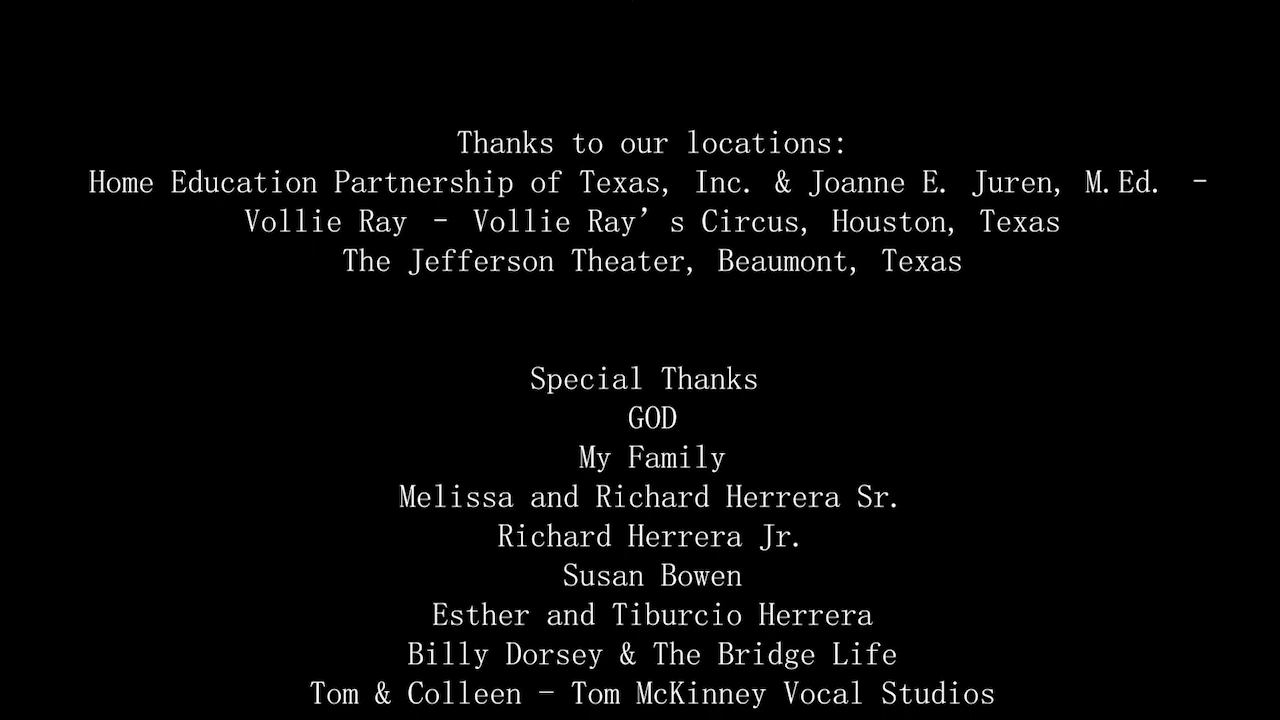 Thanks to our locations:
Home Education Partnership of Texas, Inc. & Joanne E. Juren, M.Ed. –
Vollie Ray – Vollie Ray’s Circus, Houston, Texas
The Jefferson Theater, Beaumont, Texas
Special Thanks
GOD
My Family
Melissa and Richard Herrera Sr.
Richard Herrera Jr.
Susan Bowen
Esther and Tiburcio Herrera
Billy Dorsey & The Bridge Life
Tom & Colleen – Tom McKinney Vocal Studios